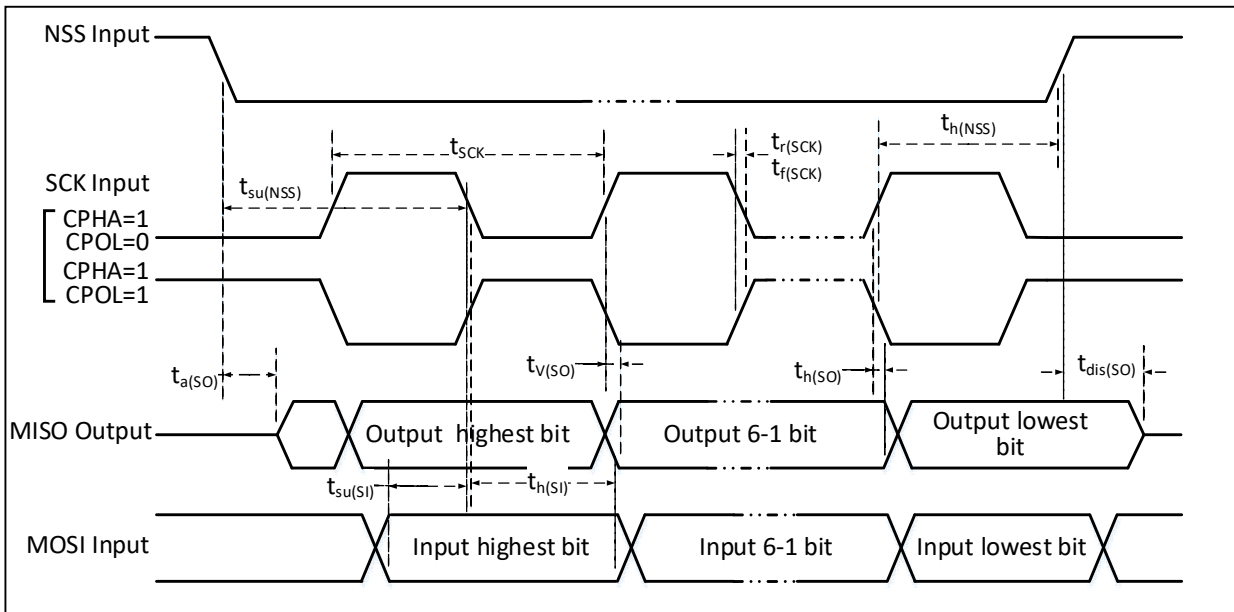 NSS Input
t_h(NSS)
t_SCK
t_r(SCK)
t_f(SCK)
SCK Input
t_su(NSS)
CPHA=1
CPOL=0
CPHA=1
CPOL=1
t_a(SO)
t_V(SO)
t_h(SO)
t_dis(SO)
MISO Output
Output highest bit
Output 6-1 bit
Output lowest
bit
t_su(SI)
t_h(SI)
MOSI Input
Input highest bit
Input 6-1 bit
Input lowest bit